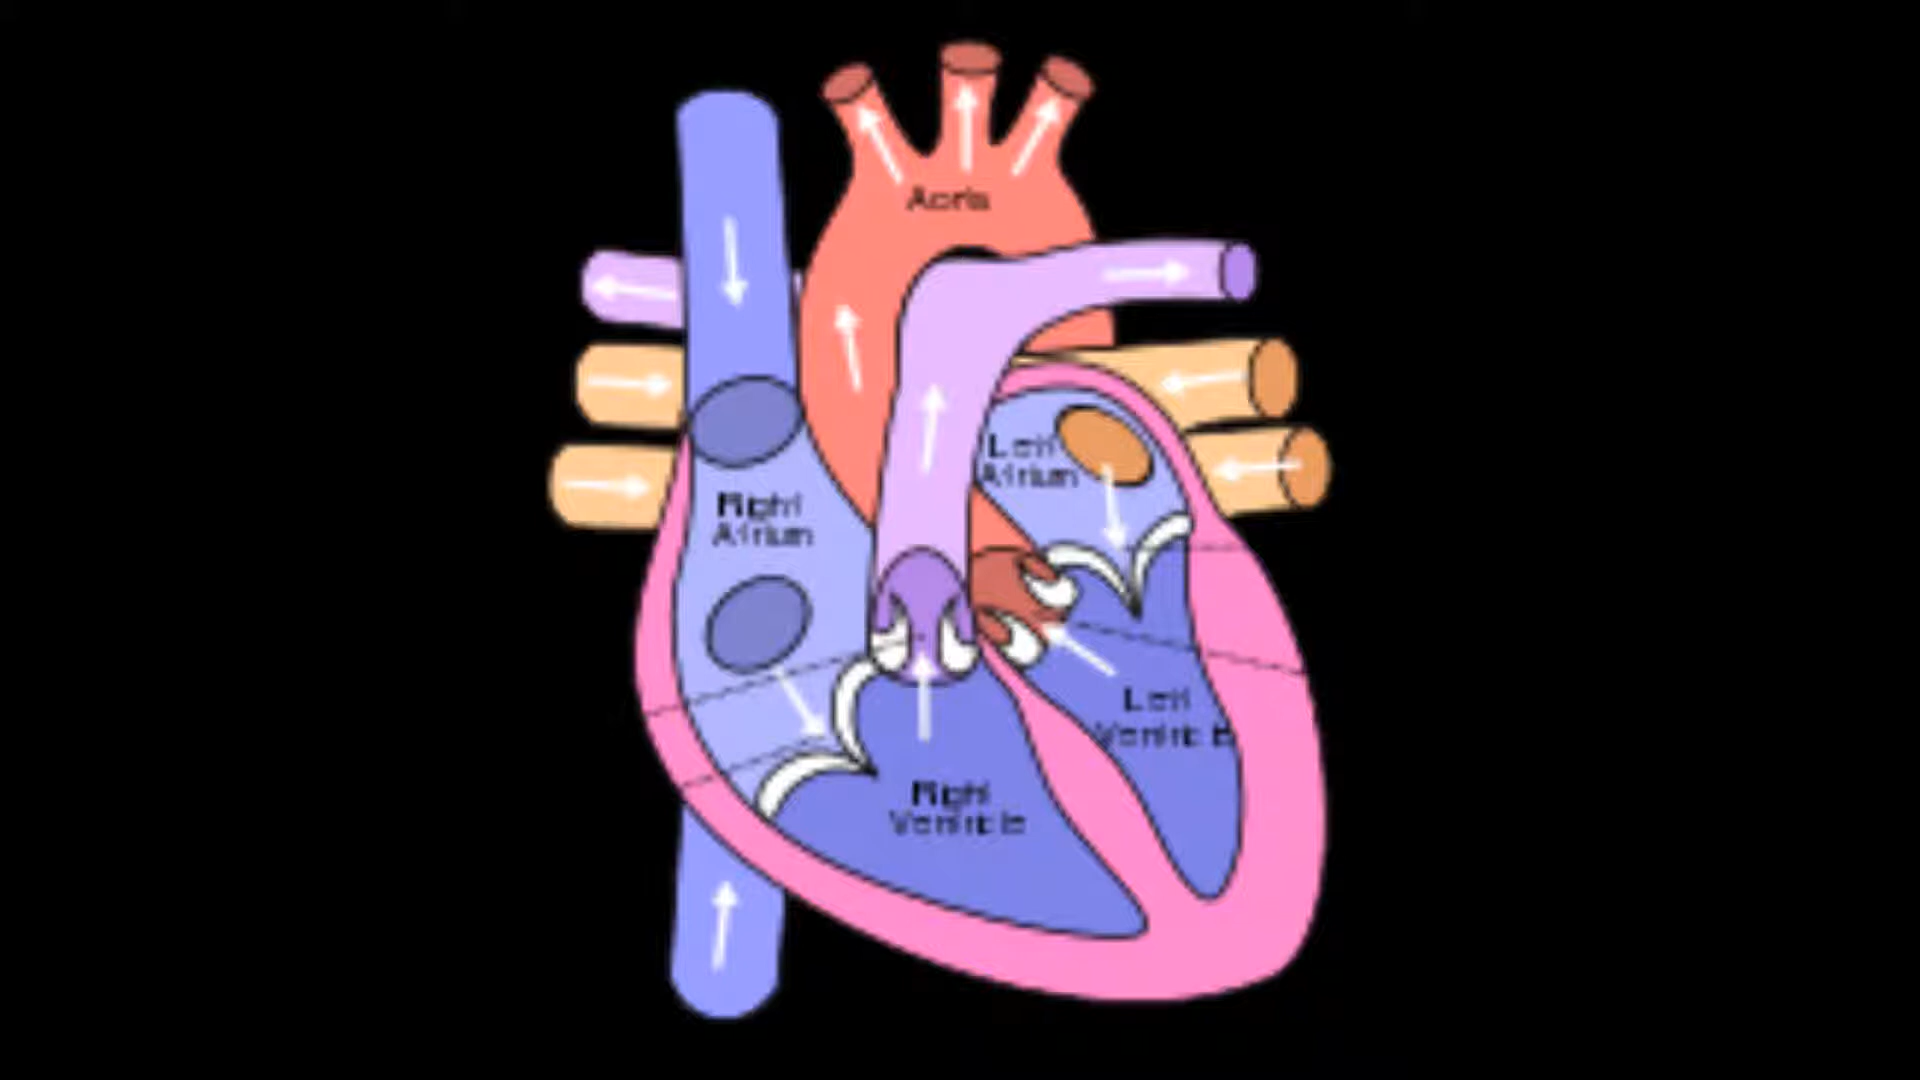 Aorta
Left
Atrium
Right
Atrium
Left
Ventricle
Right
Ventricle